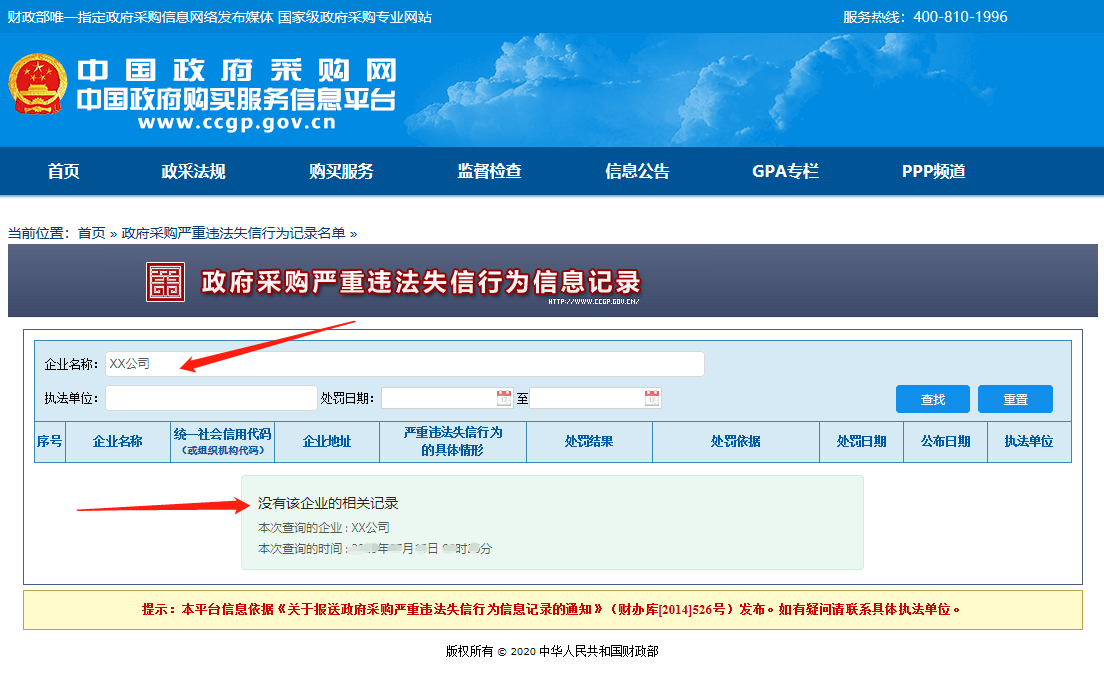 财政部唯一指定政府采购信息网络发布媒体 国家级政府采购专业网站
服务热线：400-810-1996
中国政府采购网
中国政府购买服务信息平台
www.ccgp.gov.cn
首页 政采法规 购买服务 监督检查 信息公告 GPA专栏 PPP频道
当前位置：首页 » 政府采购严重违法失信行为记录名单 »
政府采购严重违法失信行为信息记录
HTTP://WWW.CCGP.GOV.CN/
企业名称：XX公司
执法单位： 处罚日期： 至 查找 重置
序号 企业名称 统一社会信用代码（或组织机构代码） 企业地址 严重违法失信行为的具体情形 处罚结果 处罚依据 处罚日期 公布日期 执法单位
没有该企业的相关记录
本次查询的企业 : XX公司
本次查询的时间 : 年 月 日 时 分
提示：本平台信息依据《关于报送政府采购严重违法失信行为信息记录的通知》（财办库[2014]526号）发布。如有疑问请联系具体执法单位。
版权所有 © 2020 中华人民共和国财政部